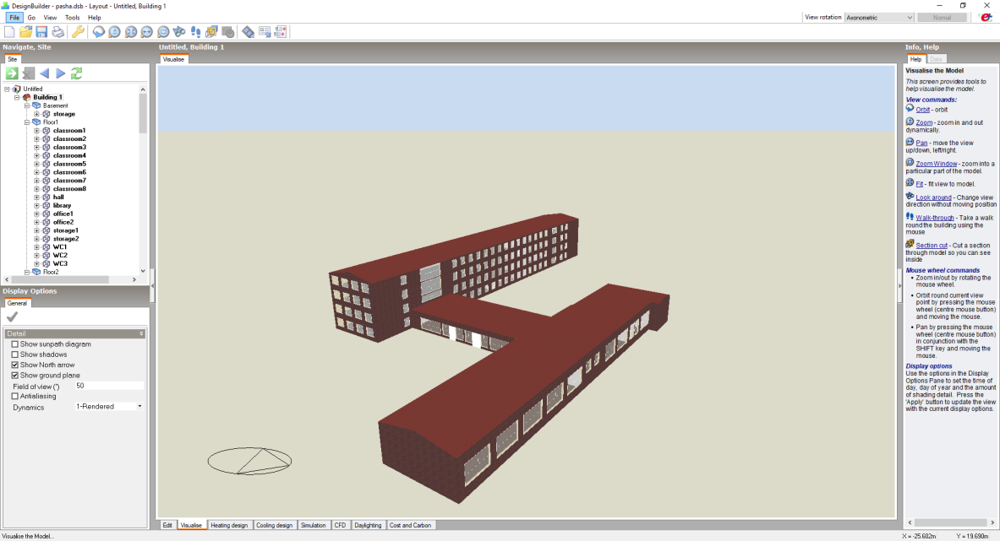 DesignBuilder - pasha.dsb - Layout - Untitled, Building 1
File Go View Tools Help
View rotation Axonometric Normal
Navigate, Site
Site
Untitled
Building 1
Basement
storage
Floor1
classroom1
classroom2
classroom3
classroom4
classroom5
classroom6
classroom7
classroom8
hall
library
office1
office2
storage1
storage2
WC1
WC2
WC3
Floor2
Display Options
General
Detail
Show sunpath diagram
Show shadows
Show North arrow
Show ground plane
Field of view (°) 50
Antialiasing
Dynamics 1-Rendered
Untitled, Building 1
Visualise
Edit Visualise Heating design Cooling design Simulation CFD Daylighting Cost and Carbon
Info, Help
Help Data
Visualise the Model
This screen provides tools to
help visualise the model.
View commands:
Orbit - orbit
Zoom - zoom in and out
dynamically.
Pan - move the view
up/down, left/right.
Zoom Window - zoom into a
particular part of the model.
Fit - fit view to model.
Look around - Change view
direction without moving position
Walk-through - Take a walk
round the building using the
mouse
Section cut - Cut a section
through model so you can see
inside
Mouse wheel commands
• Zoom in/out by rotating the
mouse wheel.
• Orbit round current view
point by pressing the mouse
wheel (centre mouse button)
and moving the mouse.
• Pan by pressing the mouse
wheel (centre mouse button)
in conjunction with the
SHIFT key and moving the
mouse.
Display options
Use the options in the Display
Options Pane to set the time of
day, day of year and the amount
of shading detail. Press the
'Apply' button to update the view
with the current display options.
Visualise the Model...
X = -25.602m Y = 19.690m